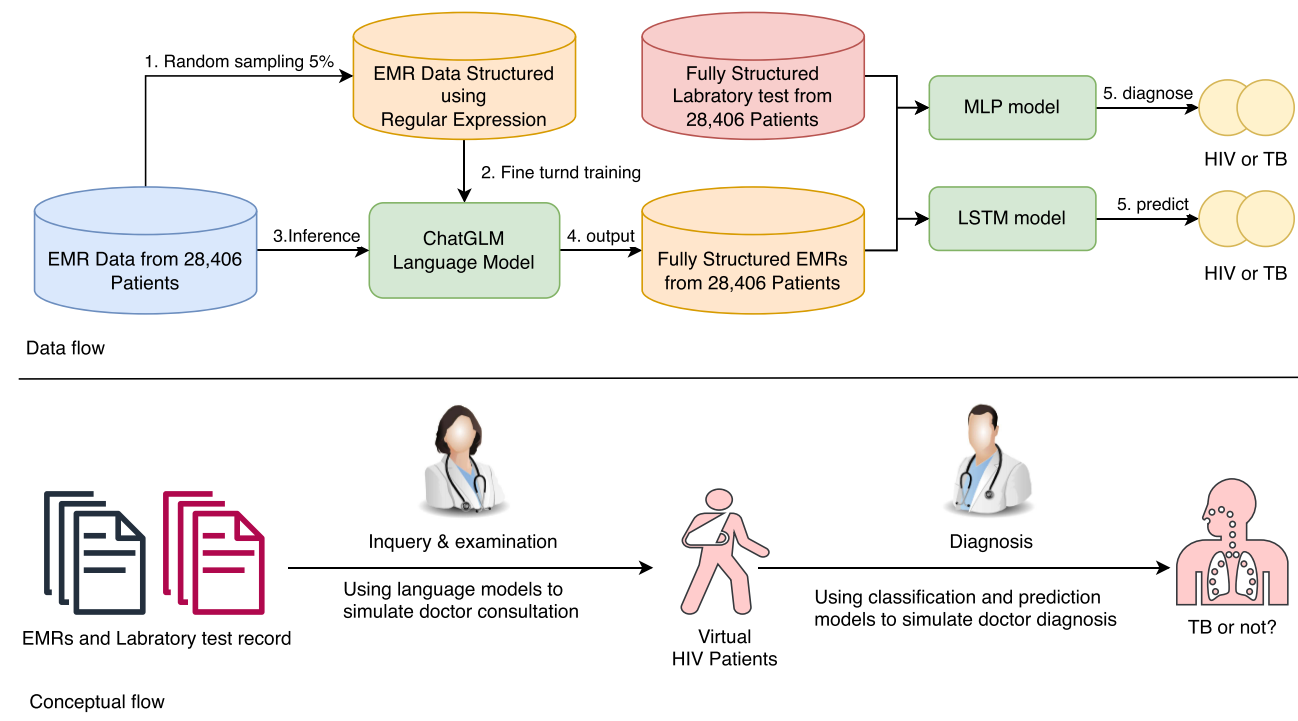 1. Random sampling 5%
EMR Data Structured
using
Regular Expression
Fully Structured
Labratory test from
28,406 Patients
MLP model
5. diagnose
HIV or TB
2. Fine turnd training
EMR Data from 28,406
Patients
3.Inference
ChatGLM
Language Model
4. output
Fully Structured EMRs
from 28,406 Patients
LSTM model
5. predict
HIV or TB
Data flow
EMRs and Labratory test record
Inquery & examination
Using language models to
simulate doctor consultation
Virtual
HIV Patients
Diagnosis
Using classification and prediction
models to simulate doctor diagnosis
TB or not?
Conceptual flow